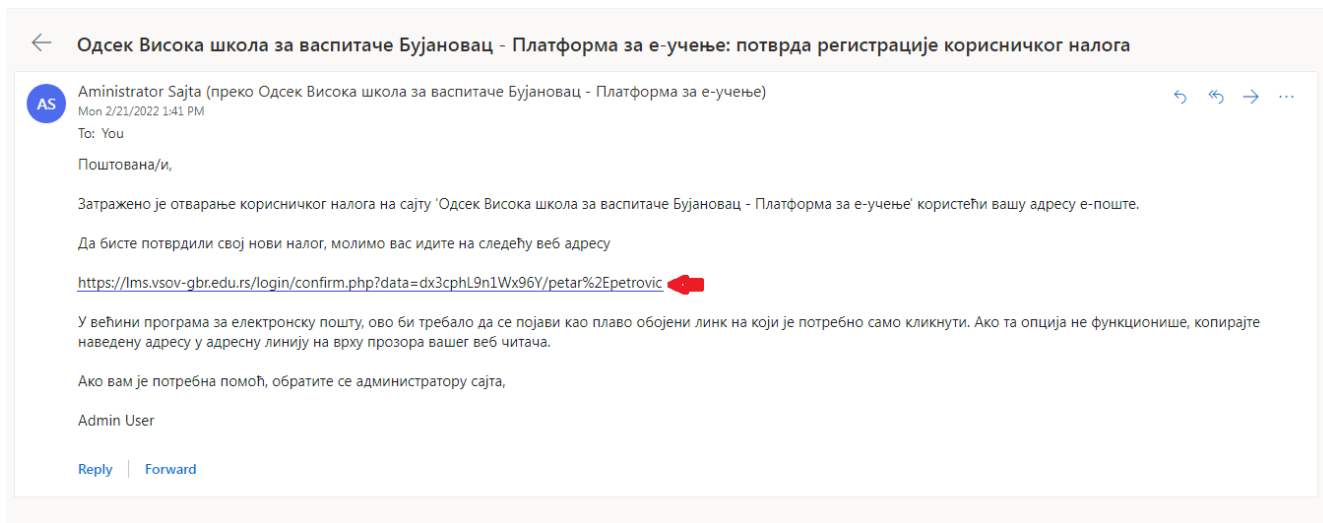 Одсек Висока школа за васпитаче Бујановац - Платформа за е-учење: потврда регистрације корисничког налога
AS
Aministrator Sajta (преко Одсек Висока школа за васпитаче Бујановац - Платформа за е-учење)
Mon 2/21/2022 1:41 PM
To: You
Поштована/и,
Затражено је отварање корисничког налога на сајту 'Одсек Висока школа за васпитаче Бујановац - Платформа за е-учење' користећи вашу адресу е-поште.
Да бисте потврдили свој нови налог, молимо вас идите на следећу веб адресу
https://lms.vsov-gbr.edu.rs/login/confirm.php?data=dx3cphL9n1Wx96Y/petar%2Epetrovic
У већини програма за електронску пошту, ово би требало да се појави као плаво обојени линк на који је потребно само кликнути. Ако та опција не функционише, копирајте
наведену адресу у адресну линију на врху прозора вашег веб читача.
Ако вам је потребна помоћ, обратите се администратору сајта,
Admin User
Reply
Forward